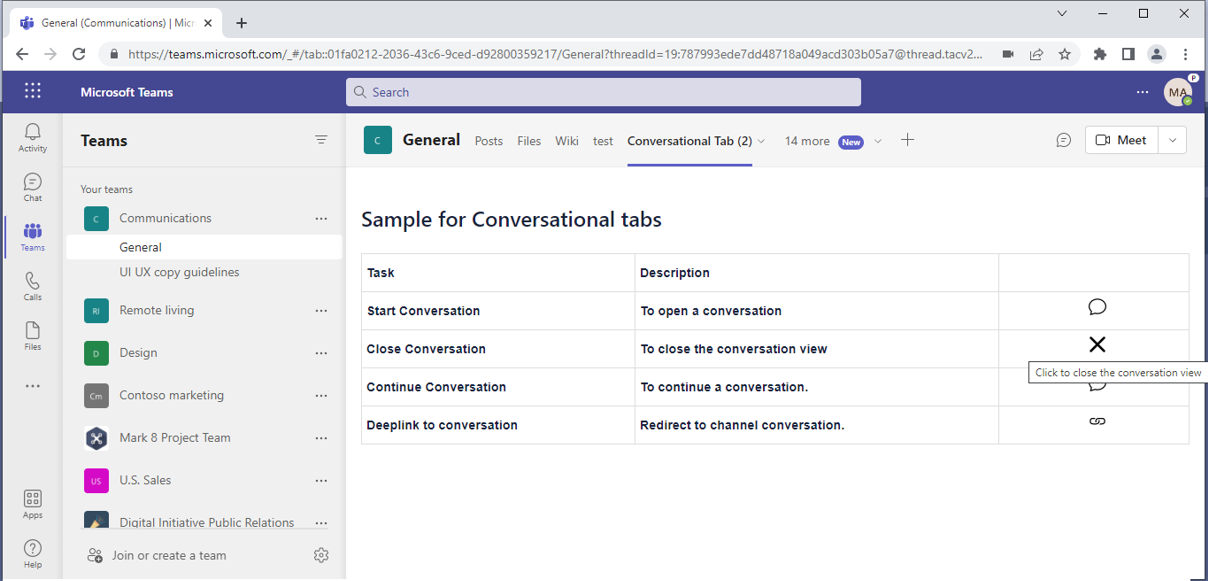 General (Communications) | Micr
https://teams.microsoft.com/_#/tab::01fa0212-2036-43c6-9ced-d92800359217/General?threadId=19:787993ede7dd48718a049acd303b05a7@thread.tacv2...
Microsoft Teams
Search
MA
P
Activity
Chat
Teams
Calls
Files
Apps
Help
Teams
Your teams
C Communications
General
UI UX copy guidelines
RI Remote living
D Design
Cm Contoso marketing
Mark 8 Project Team
US U.S. Sales
Digital Initiative Public Relations
Join or create a team
C General Posts Files Wiki test Conversational Tab (2) 14 more New Meet
Sample for Conversational tabs
Task Description
Start Conversation To open a conversation
Close Conversation To close the conversation view
Click to close the conversation view
Continue Conversation To continue a conversation.
Deeplink to conversation Redirect to channel conversation.